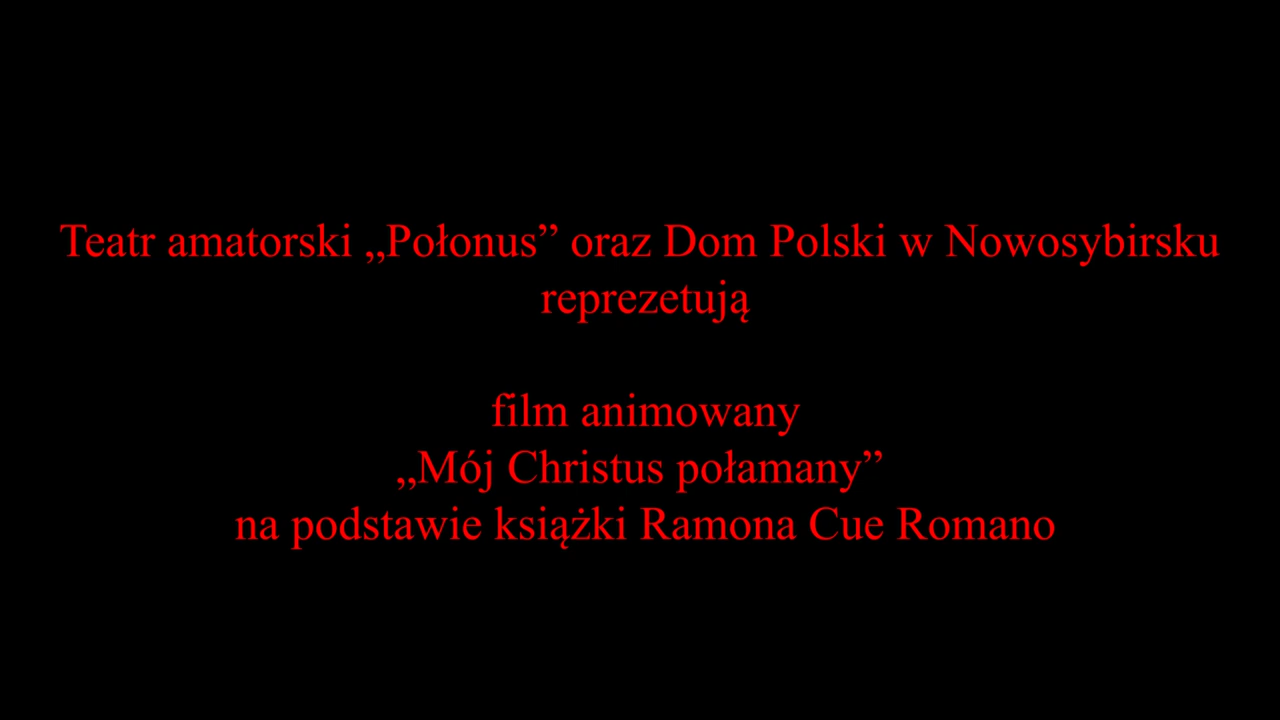 Teatr amatorski „Połonus” oraz Dom Polski w Nowosybirsku
reprezetują
film animowany
„Mój Christus połamany”
na podstawie książki Ramona Cue Romano